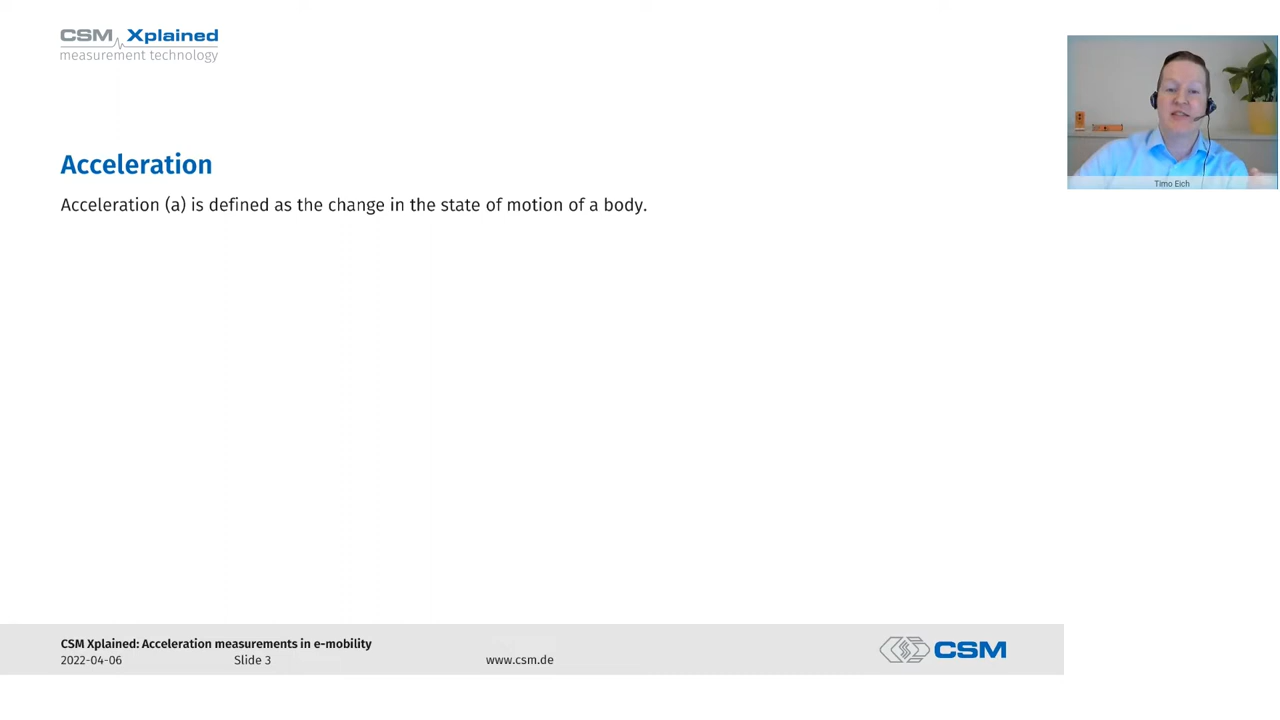 CSM Xplained
measurement technology
Timo Eich
Acceleration
Acceleration (a) is defined as the change in the state of motion of a body.
CSM Xplained: Acceleration measurements in e-mobility
2022-04-06 Slide 3 www.csm.de
CSM